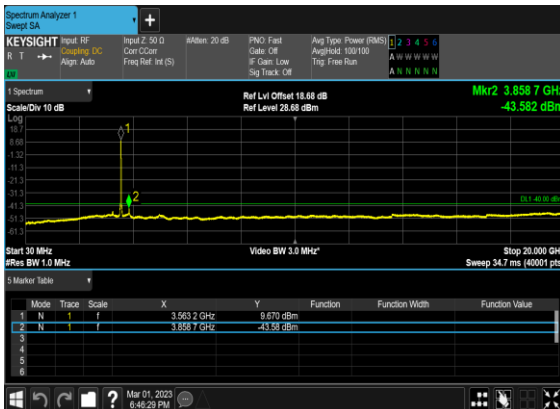 Spectrum Analyzer 1
Swept SA
+
KEYSIGHT Input: RF Input Z: 50 Ω #Atten: 20 dB PNO: Fast Avg Type: Power (RMS) 1 2 3 4 5 6
R T Coupling: DC Corr CCorr Gate: Off Avg|Hold: 100/100 A W W W W W
Align: Auto Freq Ref: Int (S) IF Gain: Low Trig: Free Run
Sig Track: Off A N N N N N
1 Spectrum
Ref Lvl Offset 18.68 dB Mkr2 3.858 7 GHz
Scale/Div 10 dB Ref Level 28.68 dBm -43.582 dBm
Log
18.7
8.68
-1.32
-11.3
-21.3
-31.3
-41.3
-51.3
-61.3
1
2
DL1 -40.00 dBm
Start 30 MHz Video BW 3.0 MHz* Stop 20.000 GHz
#Res BW 1.0 MHz Sweep 34.7 ms (40001 pts)
5 Marker Table
Mode Trace Scale X Y Function Function Width Function Value
1 N 1 f 3.563 2 GHz 9.670 dBm
2 N 1 f 3.858 7 GHz -43.58 dBm
3
4
5
6
? Mar 01, 2023
6:46:29 PM